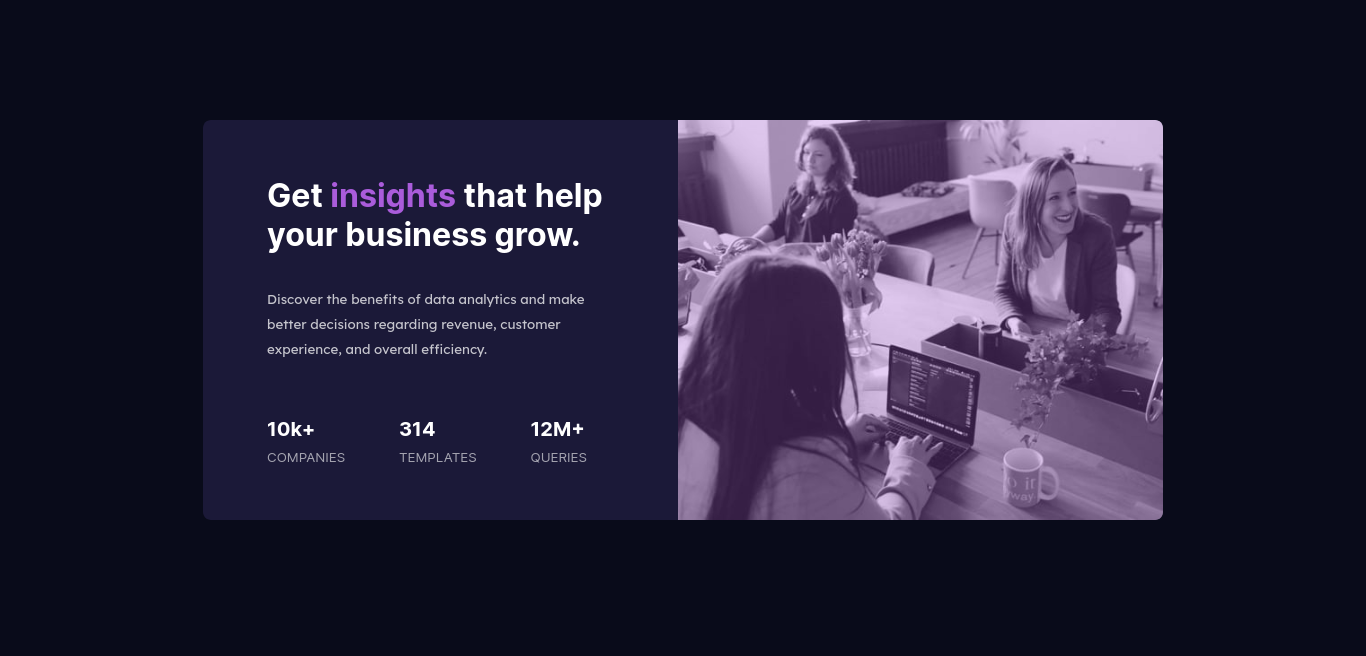 Get insights that help
your business grow.
Discover the benefits of data analytics and make
better decisions regarding revenue, customer
experience, and overall efficiency.
10k+ 314 12M+
COMPANIES TEMPLATES QUERIES